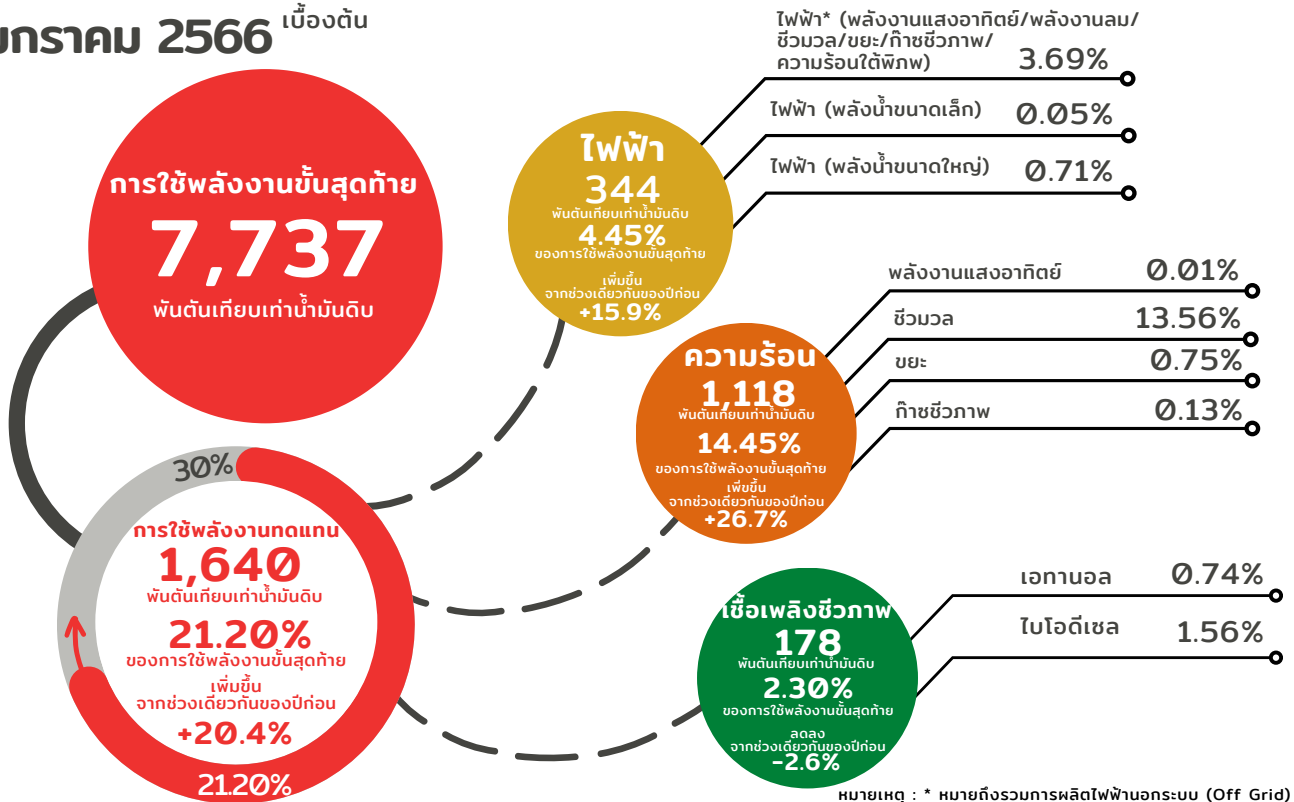 มกราคม 2566 เบื้องต้น
การใช้พลังงานขั้นสุดท้าย
7,737
พันตันเทียบเท่าน้ำมันดิบ
30%
การใช้พลังงานทดแทน
1,640
พันตันเทียบเท่าน้ำมันดิบ
21.20%
ของการใช้พลังงานขั้นสุดท้าย
เพิ่มขึ้น
จากช่วงเดียวกันของปีก่อน
+20.4%
21.20%
ไฟฟ้า
344
พันตันเทียบเท่าน้ำมันดิบ
4.45%
ของการใช้พลังงานขั้นสุดท้าย
เพิ่มขึ้น
จากช่วงเดียวกันของปีก่อน
+15.9%
ไฟฟ้า* (พลังงานแสงอาทิตย์/พลังงานลม/
ชีวมวล/ขยะ/ก๊าซชีวภาพ/
ความร้อนใต้พิภพ) 3.69%
ไฟฟ้า (พลังน้ำขนาดเล็ก) 0.05%
ไฟฟ้า (พลังน้ำขนาดใหญ่) 0.71%
ความร้อน
1,118
พันตันเทียบเท่าน้ำมันดิบ
14.45%
ของการใช้พลังงานขั้นสุดท้าย
เพิ่ขขึ้น
จากช่วงเดียวกันของปีก่อน
+26.7%
พลังงานแสงอาทิตย์ 0.01%
ชีวมวล 13.56%
ขยะ 0.75%
ก๊าซชีวภาพ 0.13%
เชื้อเพลิงชีวภาพ
178
พันตันเทียบเท่าน้ำมันดิบ
2.30%
ของการใช้พลังงานขั้นสุดท้าย
ลดลง
จากช่วงเดียวกันของปีก่อน
-2.6%
เอทานอล 0.74%
ไบโอดีเซล 1.56%
หมายเหตุ : * หมายถึงรวมการผลิตไฟฟ้านอกระบบ (Off Grid)